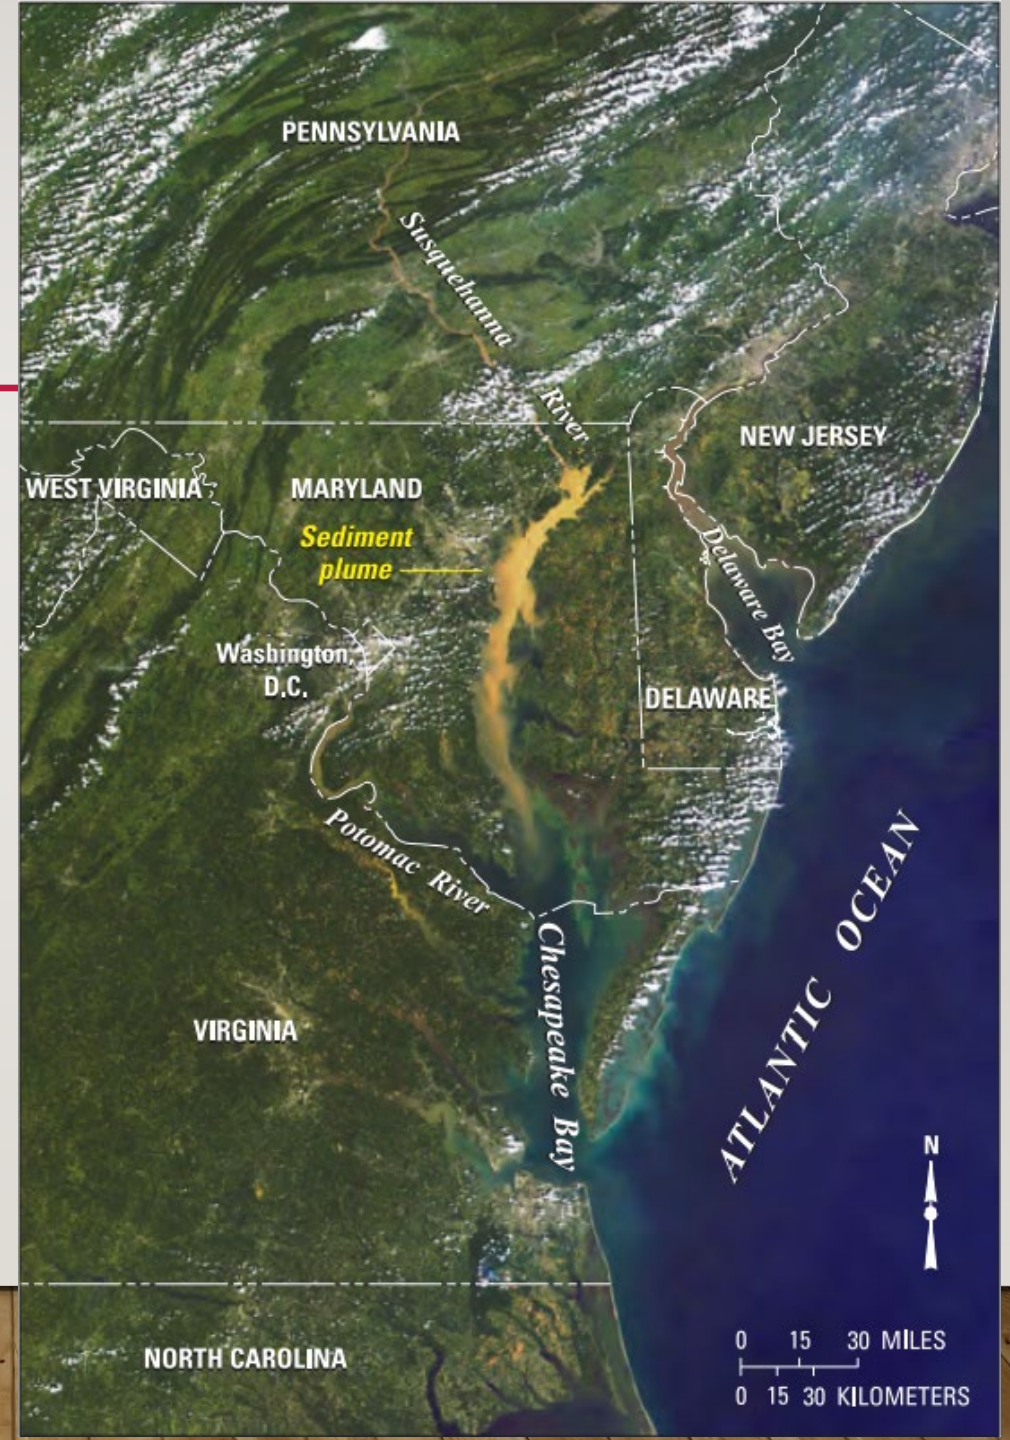 PENNSYLVANIA
Susquehanna
River
NEW JERSEY
WEST VIRGINIA
MARYLAND
Sediment
plume
Delaware Bay
Washington,
D.C.
DELAWARE
Potomac River
ATLANTIC OCEAN
Chesapeake Bay
VIRGINIA
N
NORTH CAROLINA
0 15 30 MILES
0 15 30 KILOMETERS